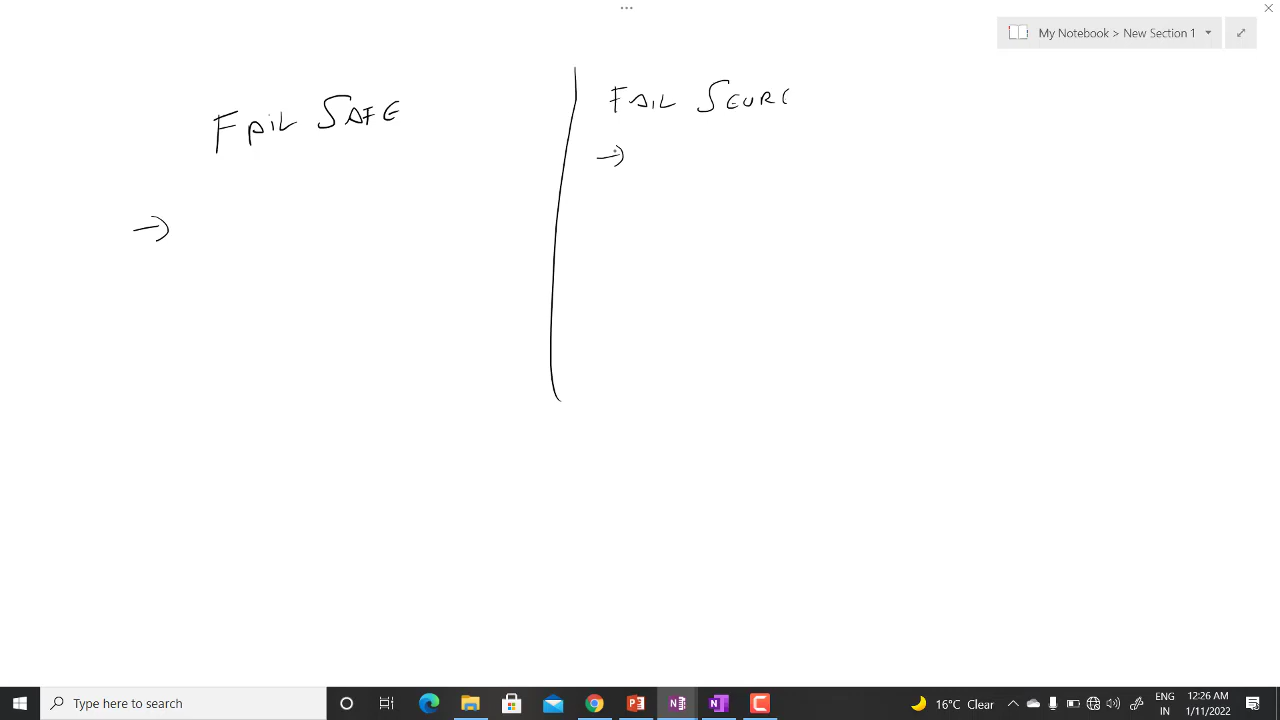 My Notebook > New Section 1
FAIL SAFE
FAIL SEURC
→
→
Type here to search
16°C Clear
ENG
IN
12:26 AM
1/11/2022